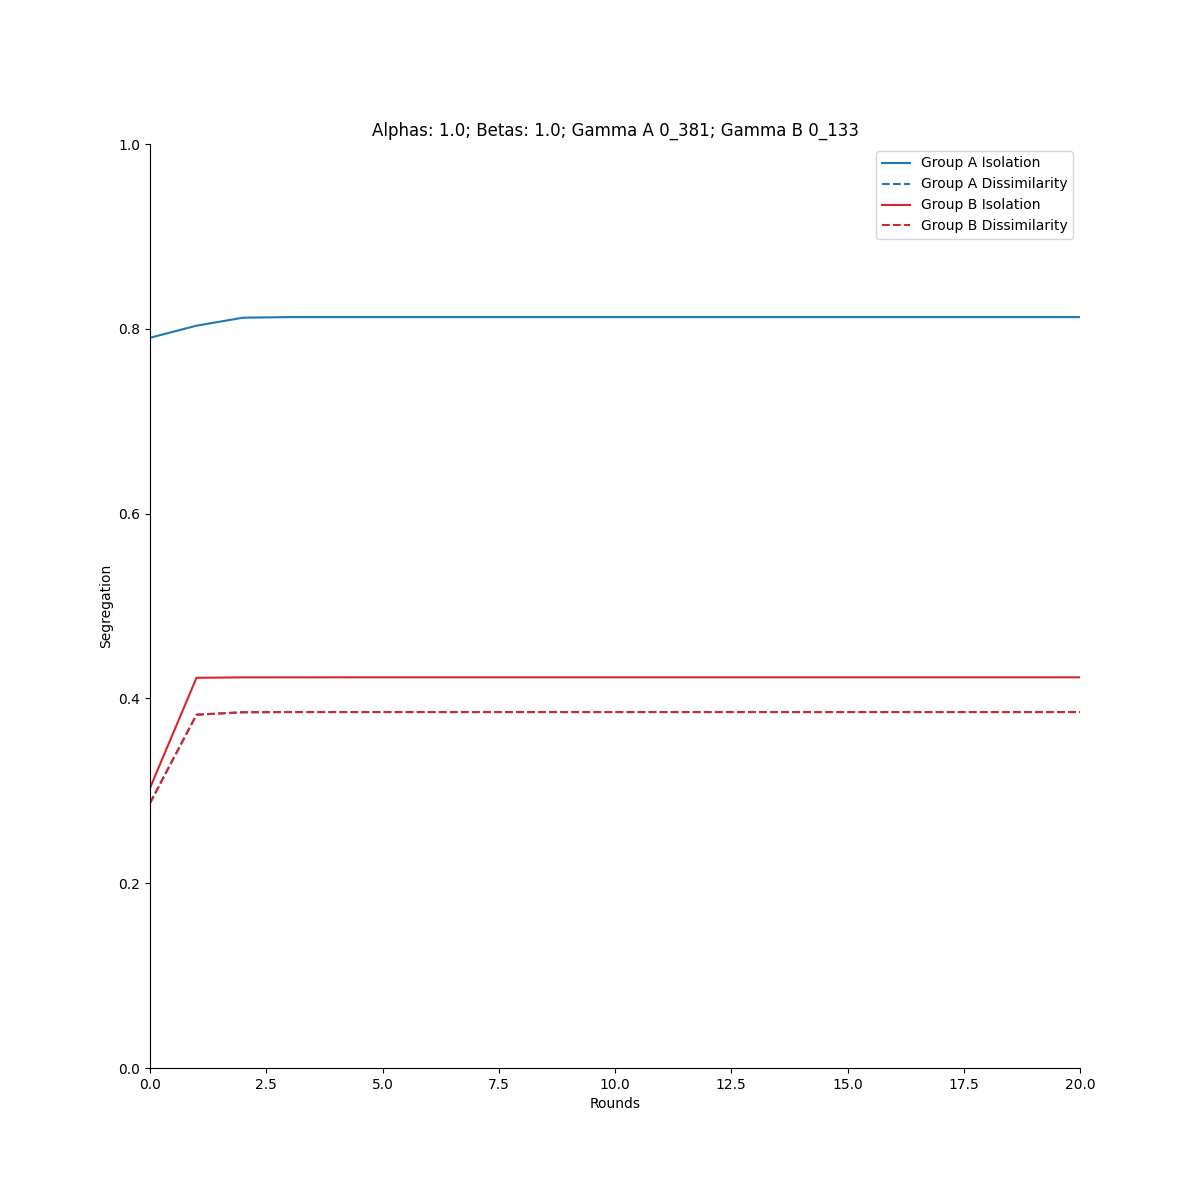 Alphas: 1.0; Betas: 1.0; Gamma A 0_381; Gamma B 0_133
1.0
0.8
0.6
0.4
0.2
0.0
Segregation
Group A Isolation
Group A Dissimilarity
Group B Isolation
Group B Dissimilarity
0.0 2.5 5.0 7.5 10.0 12.5 15.0 17.5 20.0
Rounds